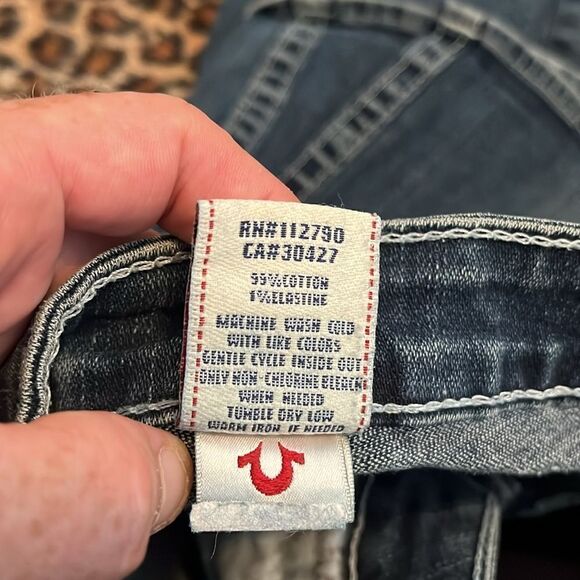 RN#112790
CA#30427
99%COTTON
1%ELASTINE
MACHINE WASH COLD
WITH LIKE COLORS
GENTLE CYCLE INSIDE OUT
ONLY NON-CHLORINE BLEACH
WHEN NEEDED
TUMBLE DRY LOW
WARM IRON IF NEEDED